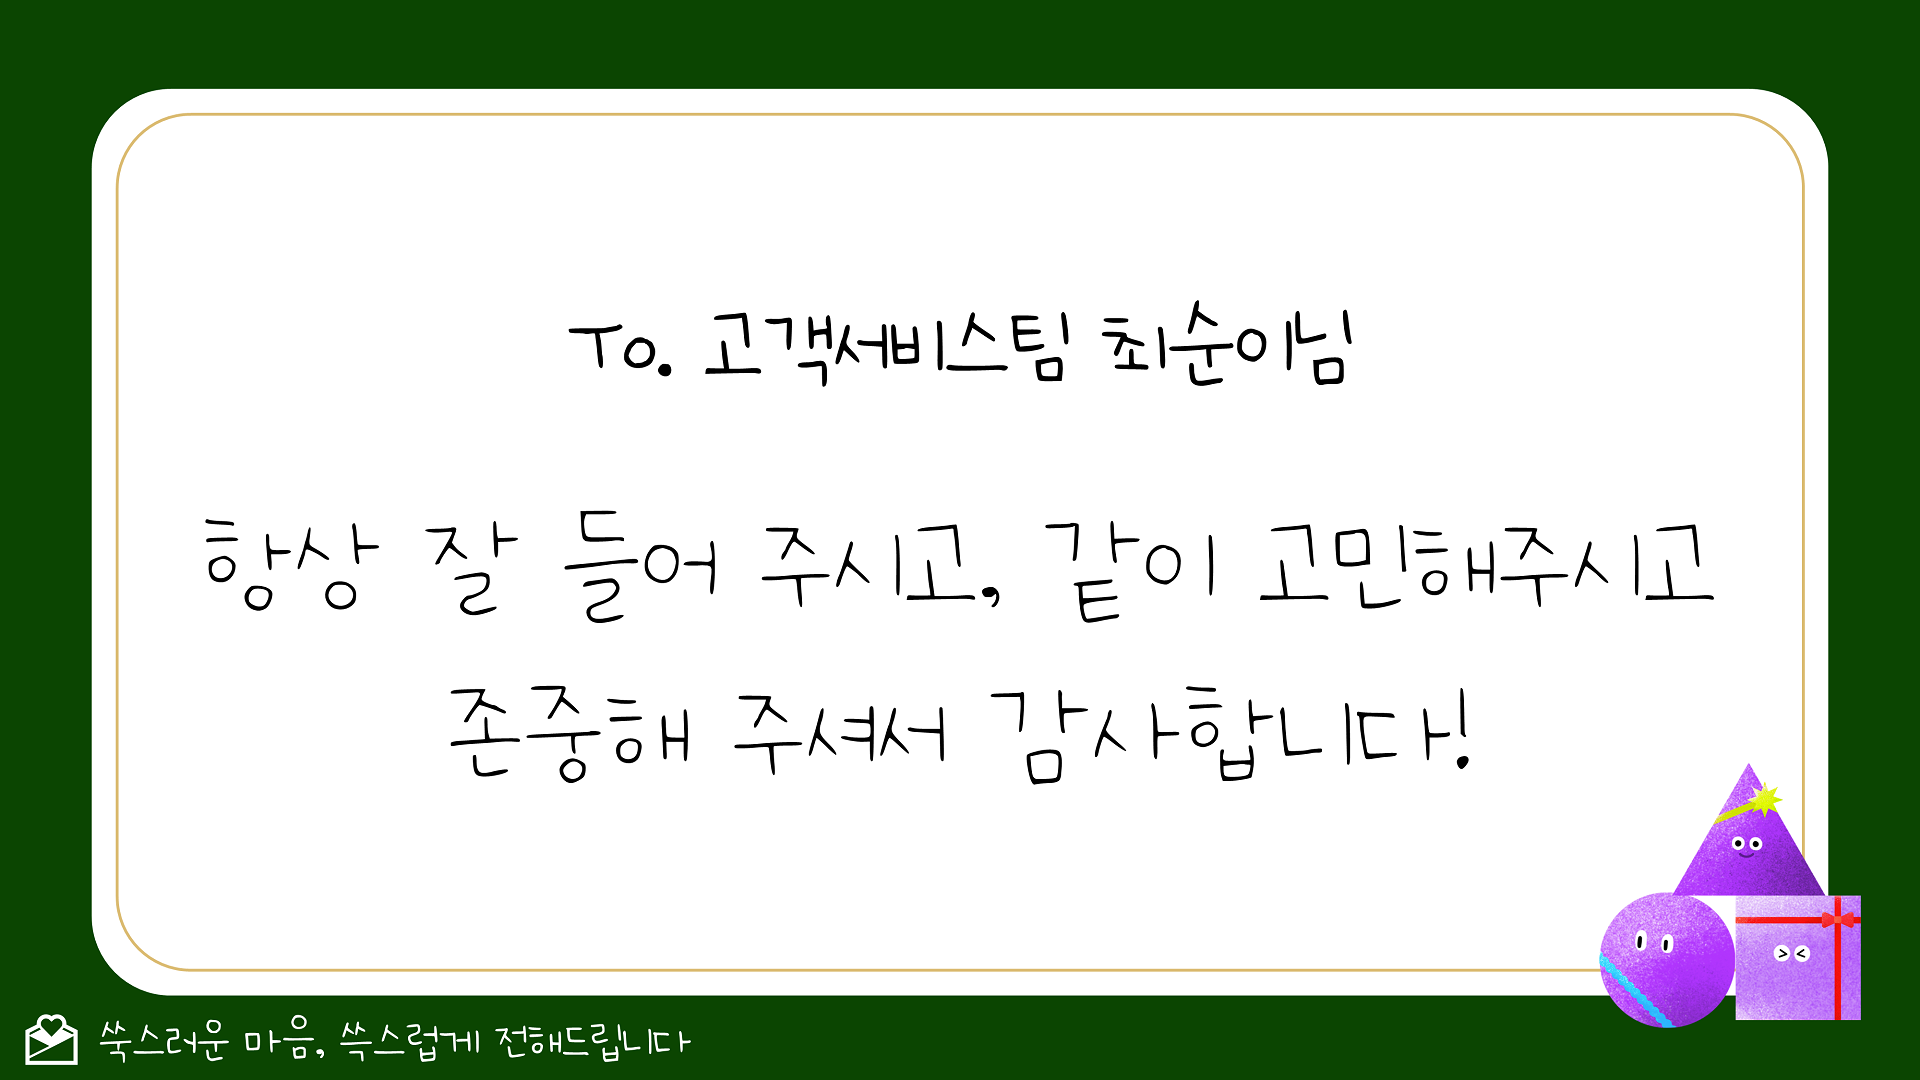 To. 고객서비스팀 최순이님
항상 잘 들어 주시고, 같이 고민해주시고
존중해 주셔서 감사합니다!
쑥스러운 마음, 쓱스럽게 전해드립니다